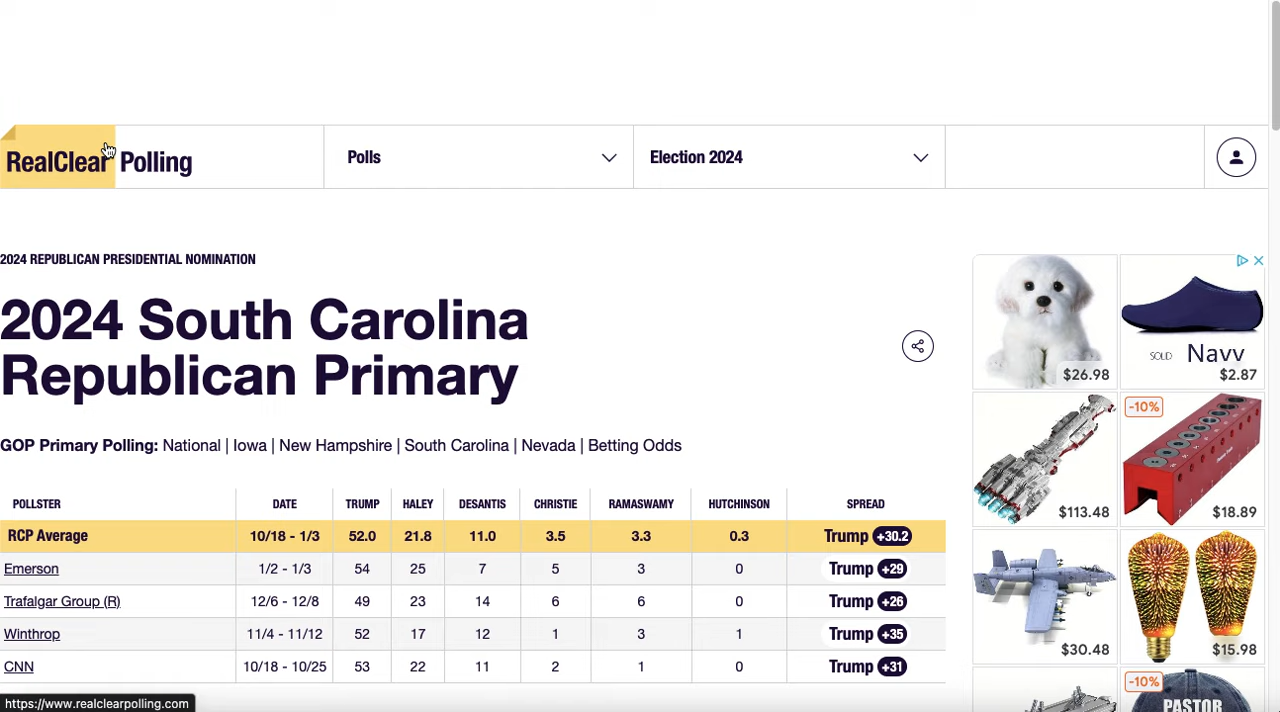 RealClear Polling
Polls
Election 2024
2024 REPUBLICAN PRESIDENTIAL NOMINATION
2024 South Carolina
Republican Primary
GOP Primary Polling: National | Iowa | New Hampshire | South Carolina | Nevada | Betting Odds
POLLSTER DATE TRUMP HALEY DESANTIS CHRISTIE RAMASWAMY HUTCHINSON SPREAD
RCP Average 10/18 - 1/3 52.0 21.8 11.0 3.5 3.3 0.3 Trump +30.2
Emerson 1/2 - 1/3 54 25 7 5 3 0 Trump +29
Trafalgar Group (R) 12/6 - 12/8 49 23 14 6 6 0 Trump +26
Winthrop 11/4 - 11/12 52 17 12 1 3 1 Trump +35
CNN 10/18 - 10/25 53 22 11 2 1 0 Trump +31
$26.98
SOLID Navv
$2.87
$113.48
-10%
$18.89
$30.48
$15.98
-10%
PASTOR
https://www.realclearpolling.com